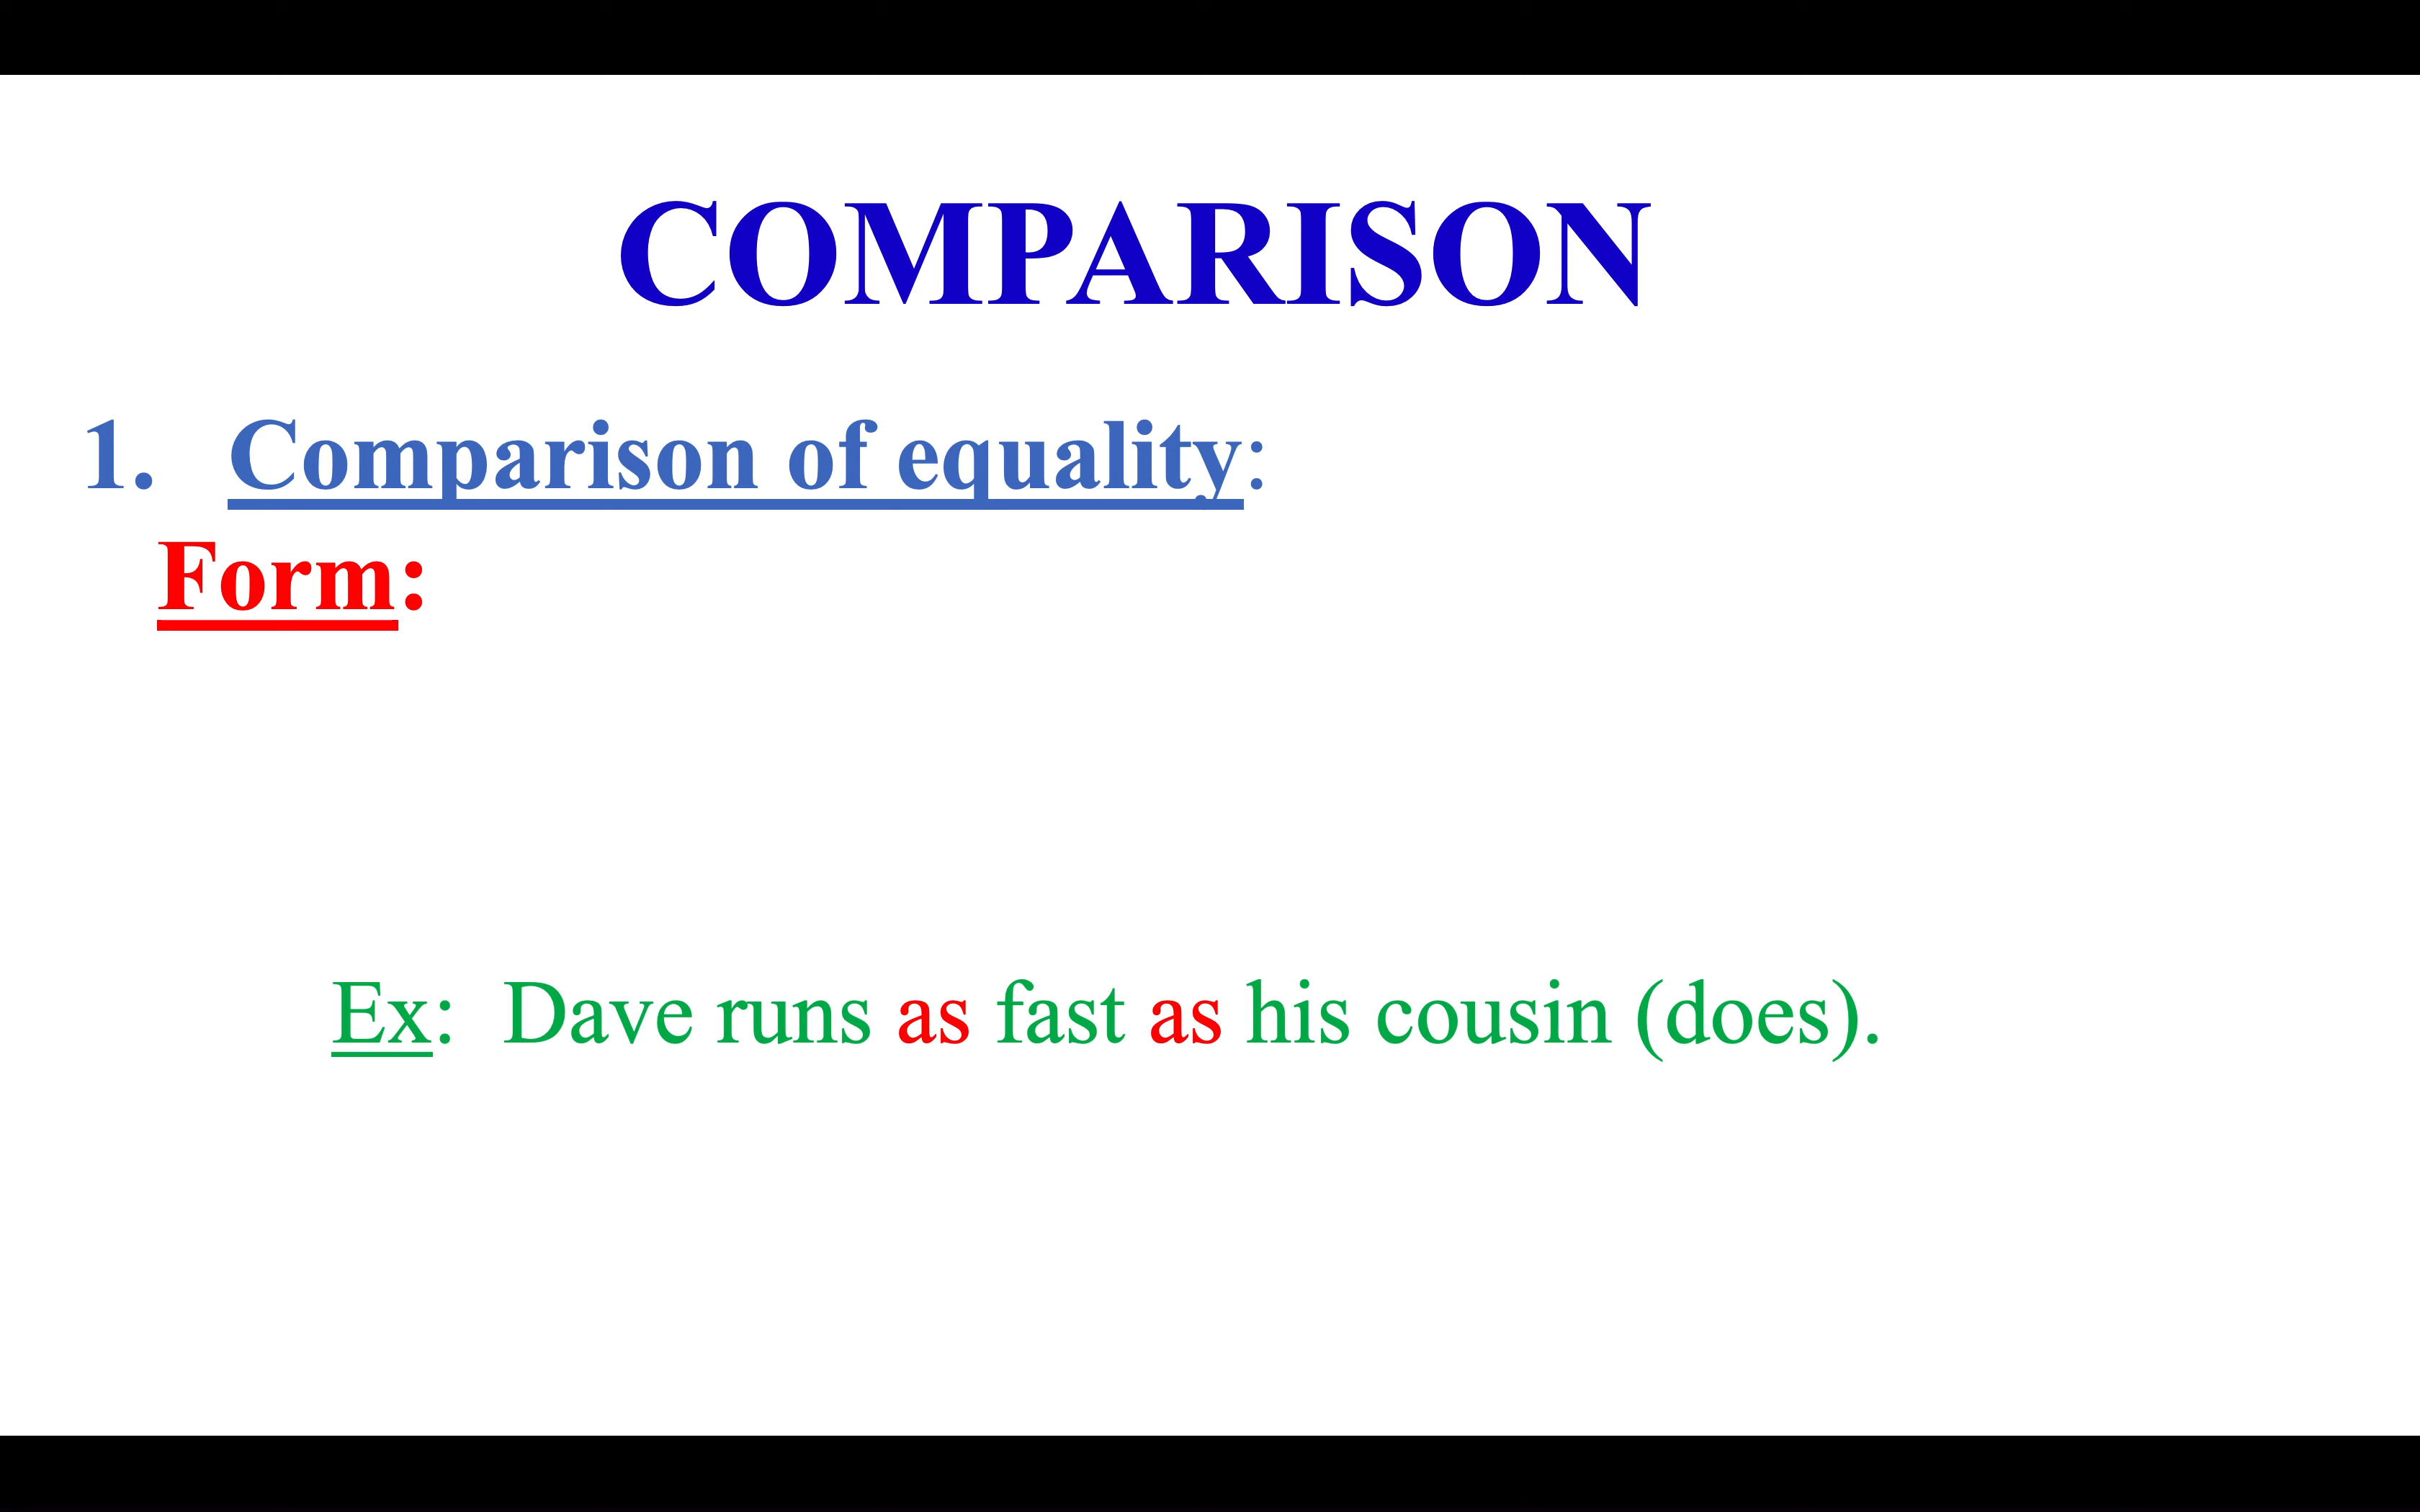 COMPARISON
1. Comparison of equality:
Form:
Ex: Dave runs as fast as his cousin (does).